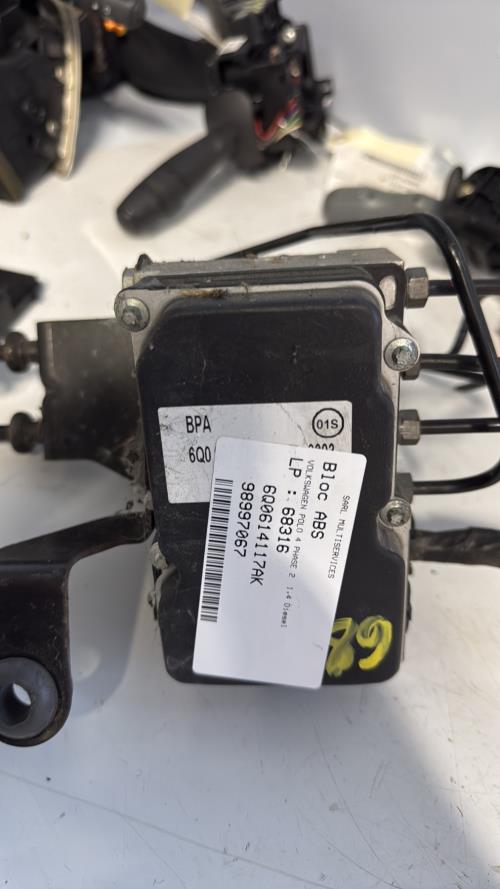 BPA
01S
6Q0
SARL MULTISERVICES
Bloc ABS
VOLKSWAGEN POLO 4 PHASE 2 1.4 Diesel
LP : 68316
6Q0614117AK
98997067